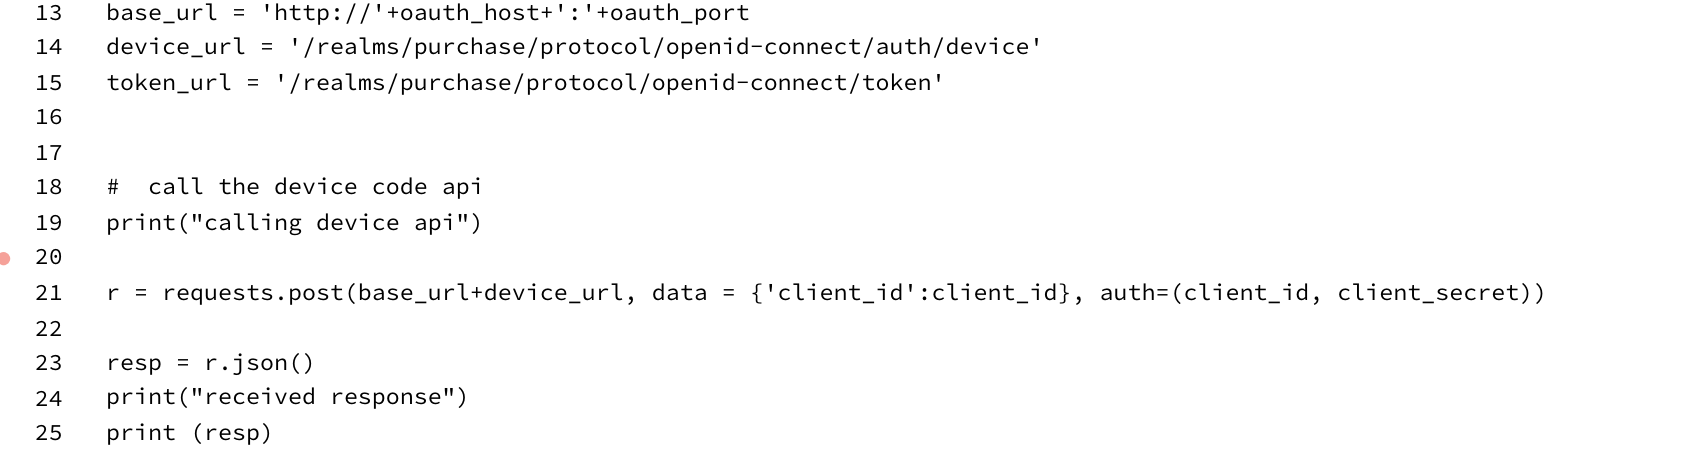 13 base_url = 'http://'+oauth_host+':'+oauth_port
14 device_url = '/realms/purchase/protocol/openid-connect/auth/device'
15 token_url = '/realms/purchase/protocol/openid-connect/token'
16
17
18 #  call the device code api
19 print("calling device api")
20
21 r = requests.post(base_url+device_url, data = {'client_id':client_id}, auth=(client_id, client_secret))
22
23 resp = r.json()
24 print("received response")
25 print (resp)